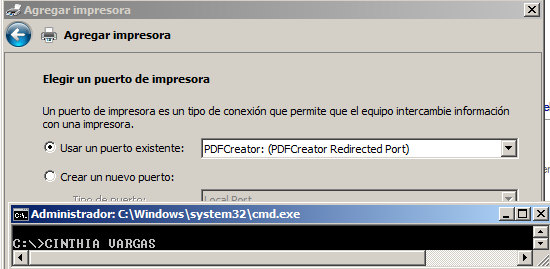 Agregar impresora
Agregar impresora
Elegir un puerto de impresora
Un puerto de impresora es un tipo de conexión que permite que el equipo intercambie información
con una impresora.
Usar un puerto existente: PDFCreator: (PDFCreator Redirected Port)
Crear un nuevo puerto:
Tipo de puerto: Local Port
Administrador: C:\Windows\system32\cmd.exe
C:\>CINTHIA VARGAS